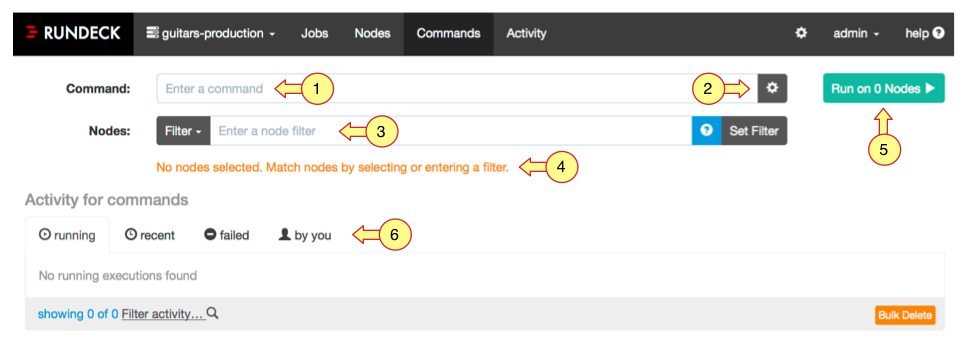 RUNDECK guitars-production Jobs Nodes Commands Activity admin help ?
Command: Enter a command 1 2 Run on 0 Nodes
Nodes: Filter Enter a node filter 3 ? Set Filter 5
No nodes selected. Match nodes by selecting or entering a filter. 4
Activity for commands
running recent failed by you 6
No running executions found
showing 0 of 0 Filter activity... Bulk Delete